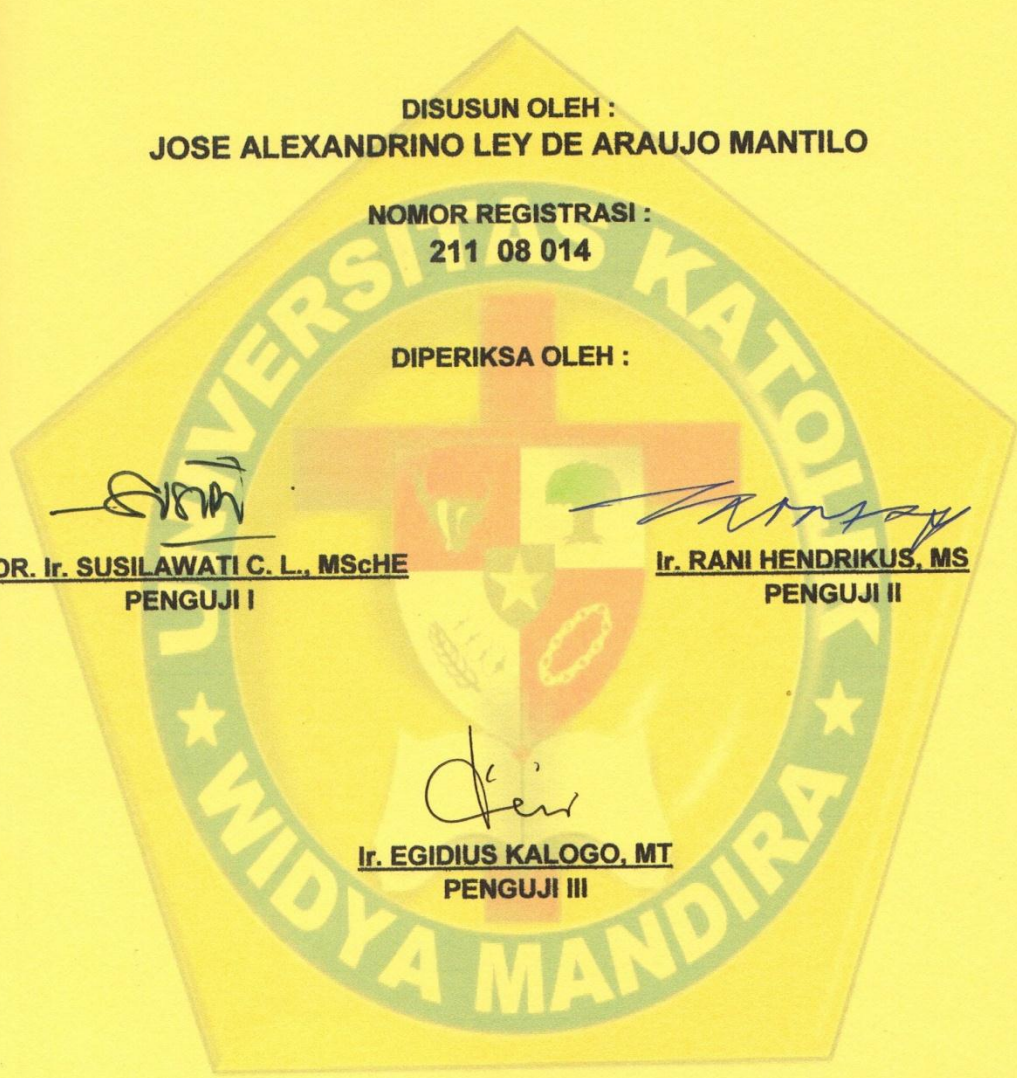 DISUSUN OLEH :
JOSE ALEXANDRINO LEY DE ARAUJO MANTILO
NOMOR REGISTRASI :
211 08 014
DIPERIKSA OLEH :
DR. Ir. SUSILAWATI C. L., MScHE
PENGUJI I
Ir. RANI HENDRIKUS, MS
PENGUJI II
Ir. EGIDIUS KALOGO, MT
PENGUJI III
UNIVERSITAS KATOLIK
WIDYA MANDIRA